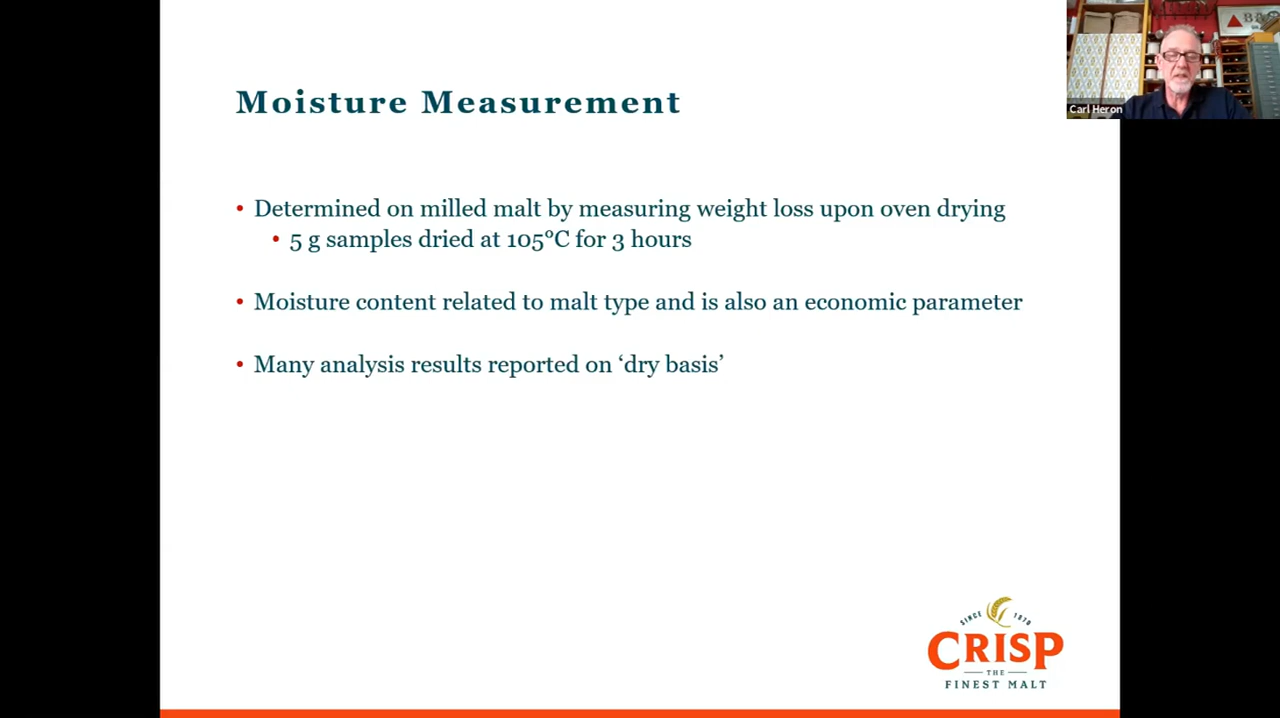 Moisture Measurement
• Determined on milled malt by measuring weight loss upon oven drying
• 5 g samples dried at 105°C for 3 hours
• Moisture content related to malt type and is also an economic parameter
• Many analysis results reported on ‘dry basis’
Carl Heron
SINCE 1870
CRISP
THE
FINEST MALT